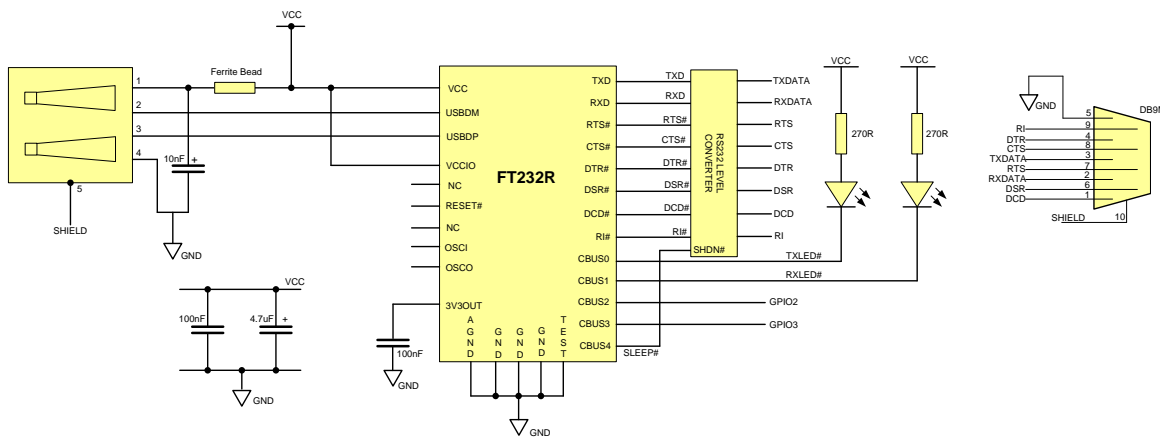 VCC
1
Ferrite Bead
2
3
4
10nF +
5
SHIELD
GND
VCC
100nF
4.7uF +
GND
FT232R
VCC
USBDM
USBDP
VCCIO
NC
RESET#
NC
OSCI
OSCO
3V3OUT
100nF
GND
AGND
GND
GND
GND
TEST
GND
TXD
RXD
RTS#
CTS#
DTR#
DSR#
DCD#
RI#
CBUS0
CBUS1
CBUS2
CBUS3
CBUS4
TXD
RXD
RTS#
CTS#
DTR#
DSR#
DCD#
RI#
RS232 LEVEL
CONVERTER
SHDN#
TXDATA
RXDATA
RTS
CTS
DTR
DSR
DCD
RI
TXLED#
RXLED#
GPIO2
GPIO3
SLEEP#
VCC
270R
VCC
270R
GND
5
RI 9
DTR 4
CTS 8
TXDATA 3
RTS 7
RXDATA 2
DSR 6
DCD 1
SHIELD 10